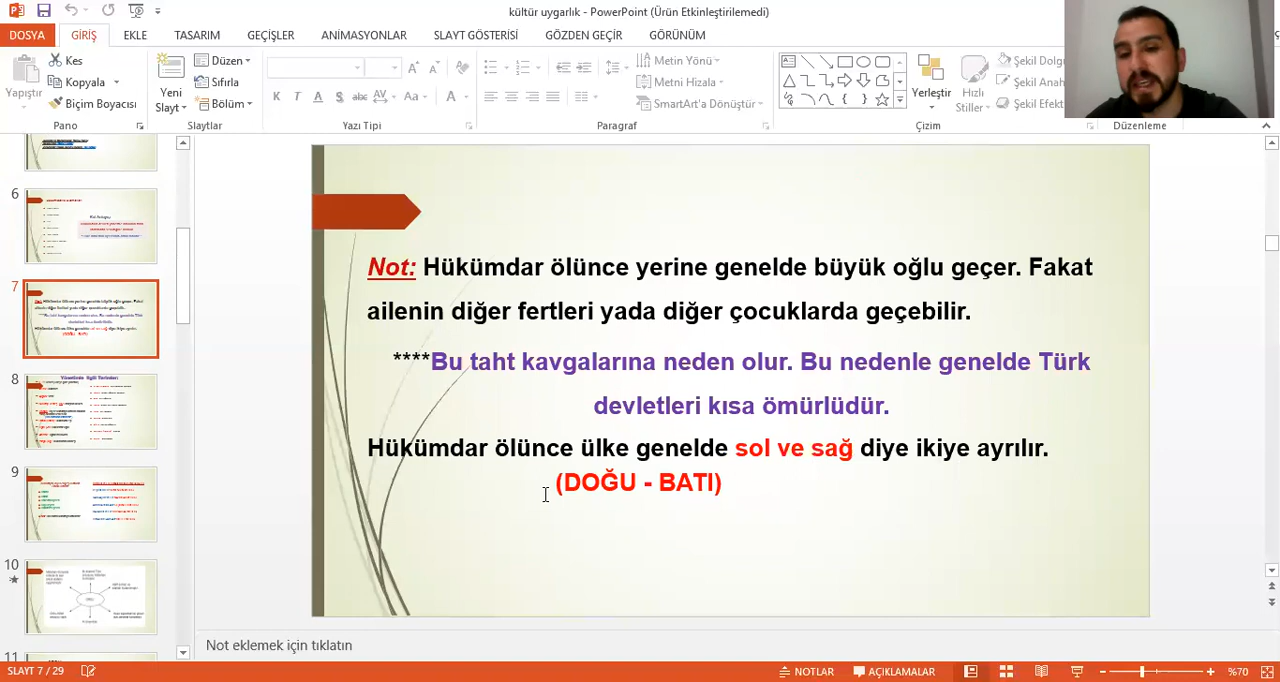 kültür uygarlık - PowerPoint (Ürün Etkinleştirilemedi)
DOSYA GİRİŞ EKLE TASARIM GEÇİŞLER ANİMASYONLAR SLAYT GÖSTERİSİ GÖZDEN GEÇİR GÖRÜNÜM
Yapıştır
Kes
Kopyala
Biçim Boyacısı
Pano
Yeni
Slayt
Düzen
Sıfırla
Bölüm
Slaytlar
K T A S abc AV Aa A
Yazı Tipi
Metin Yönü
Metni Hizala
SmartArt'a Dönüştür
Paragraf
Yerleştir
Hızlı
Stiller
Şekil Dolgu
Şekil Anah
Şekil Efekt
Çizim
Düzenleme
6
7
8
9
10
11
Not: Hükümdar ölünce yerine genelde büyük oğlu geçer. Fakat
ailenin diğer fertleri yada diğer çocuklarda geçebilir.
****Bu taht kavgalarına neden olur. Bu nedenle genelde Türk
devletleri kısa ömürlüdür.
Hükümdar ölünce ülke genelde sol ve sağ diye ikiye ayrılır.
(DOĞU - BATI)
Not eklemek için tıklatın
SLAYT 7 / 29
NOTLAR AÇIKLAMALAR
%70